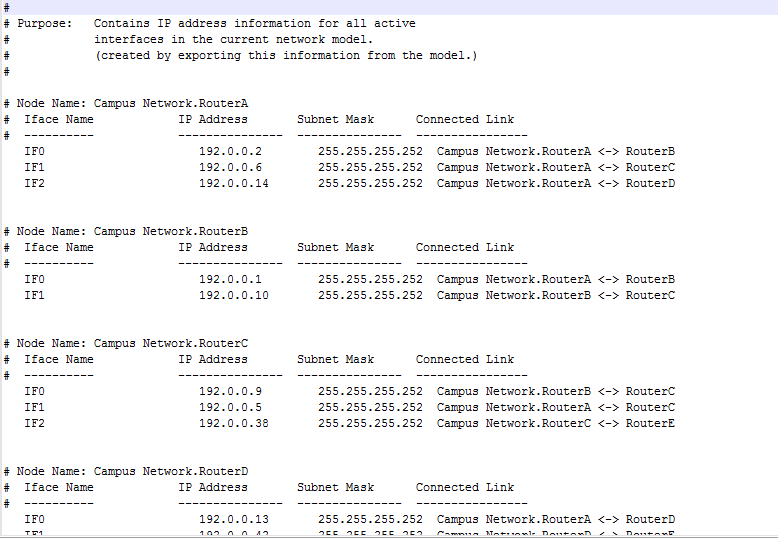 #
# Purpose:   Contains IP address information for all active
#            interfaces in the current network model.
#            (created by exporting this information from the model.)
#
# Node Name: Campus Network.RouterA
#  Iface Name            IP Address       Subnet Mask      Connected Link
#  ----------            ---------------  ---------------  ----------------
   IF0                      192.0.0.2        255.255.255.252  Campus Network.RouterA <-> RouterB
   IF1                      192.0.0.6        255.255.255.252  Campus Network.RouterA <-> RouterC
   IF2                      192.0.0.14       255.255.255.252  Campus Network.RouterA <-> RouterD
# Node Name: Campus Network.RouterB
#  Iface Name            IP Address       Subnet Mask      Connected Link
#  ----------            ---------------  ---------------  ----------------
   IF0                      192.0.0.1        255.255.255.252  Campus Network.RouterA <-> RouterB
   IF1                      192.0.0.10       255.255.255.252  Campus Network.RouterB <-> RouterC
# Node Name: Campus Network.RouterC
#  Iface Name            IP Address       Subnet Mask      Connected Link
#  ----------            ---------------  ---------------  ----------------
   IF0                      192.0.0.9        255.255.255.252  Campus Network.RouterB <-> RouterC
   IF1                      192.0.0.5        255.255.255.252  Campus Network.RouterA <-> RouterC
   IF2                      192.0.0.38       255.255.255.252  Campus Network.RouterC <-> RouterE
# Node Name: Campus Network.RouterD
#  Iface Name            IP Address       Subnet Mask      Connected Link
#  ----------            ---------------  ---------------  ----------------
   IF0                      192.0.0.13       255.255.255.252  Campus Network.RouterA <-> RouterD